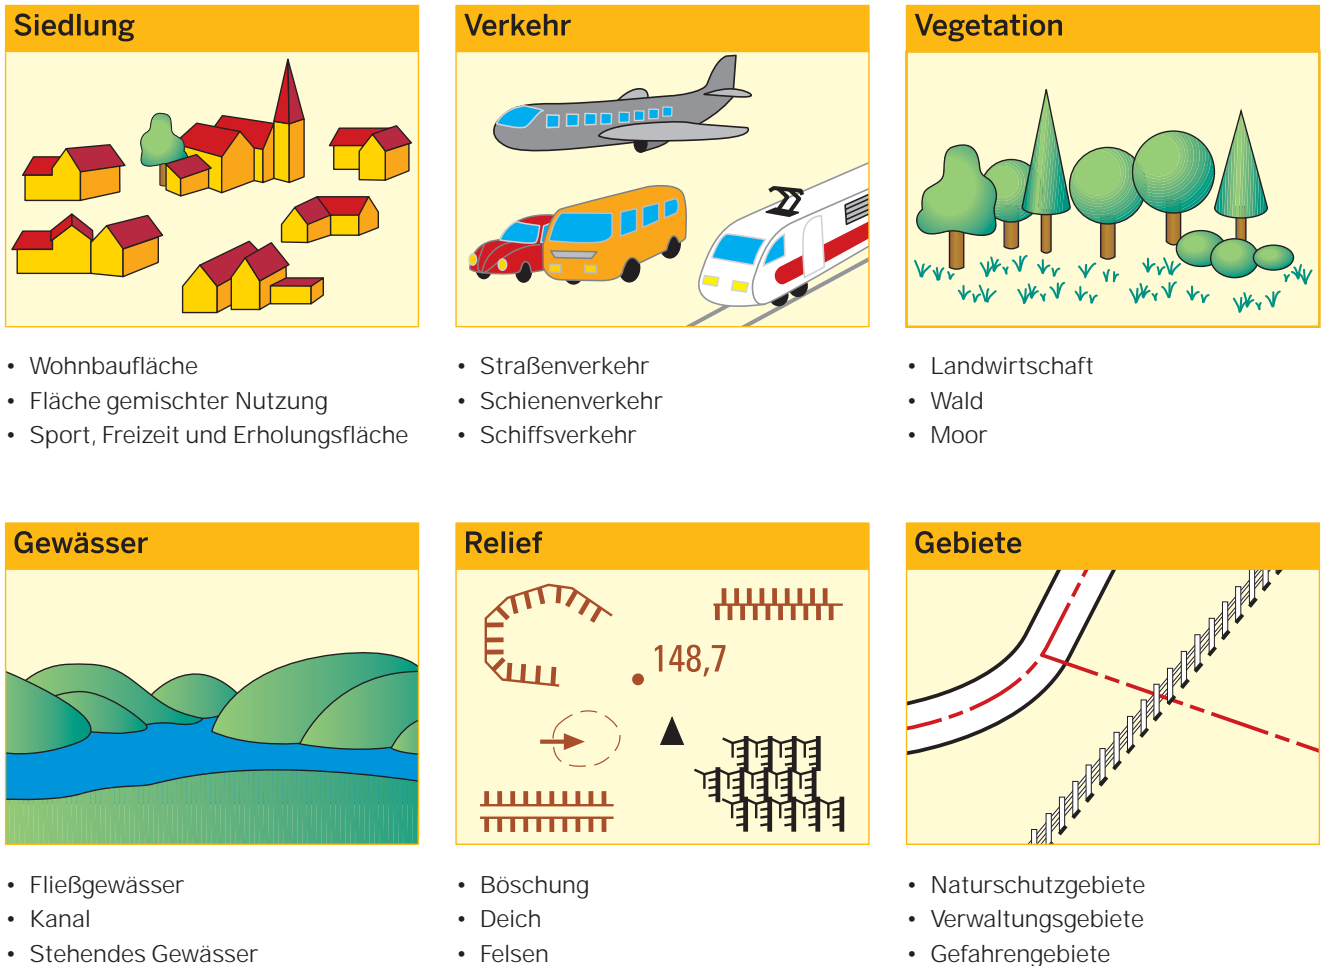 Siedlung
• Wohnbaufläche
• Fläche gemischter Nutzung
• Sport, Freizeit und Erholungsfläche
Verkehr
• Straßenverkehr
• Schienenverkehr
• Schiffsverkehr
Vegetation
• Landwirtschaft
• Wald
• Moor
Gewässer
• Fließgewässer
• Kanal
• Stehendes Gewässer
Relief
148,7
• Böschung
• Deich
• Felsen
Gebiete
• Naturschutzgebiete
• Verwaltungsgebiete
• Gefahrengebiete